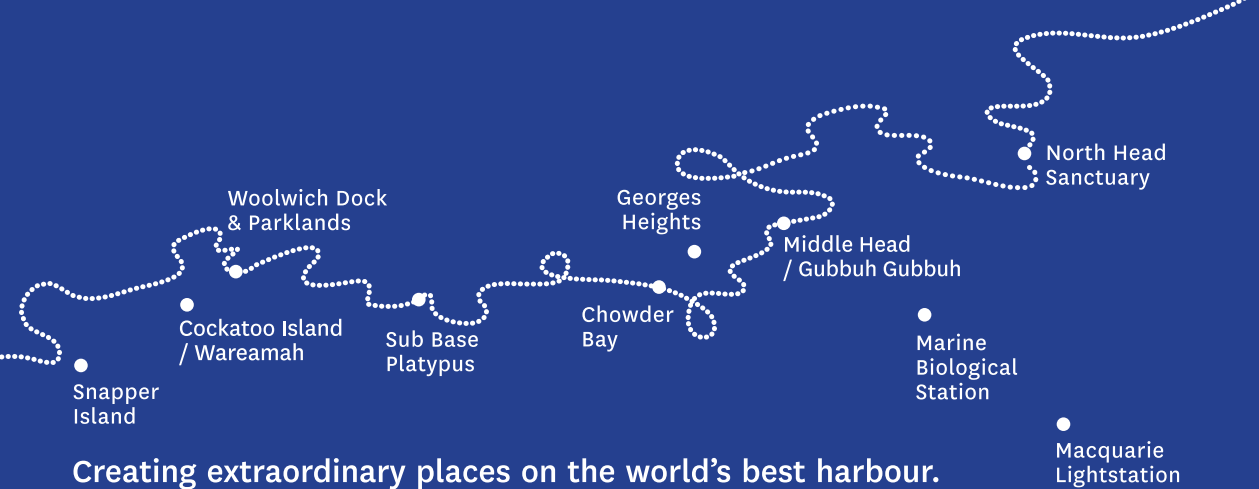 North Head
Sanctuary
Woolwich Dock
& Parklands
Georges
Heights
Middle Head
/ Gubbuh Gubbuh
Chowder
Bay
Cockatoo Island
/ Wareamah
Sub Base
Platypus
Marine
Biological
Station
Snapper
Island
Macquarie
Lightstation
Creating extraordinary places on the world’s best harbour.